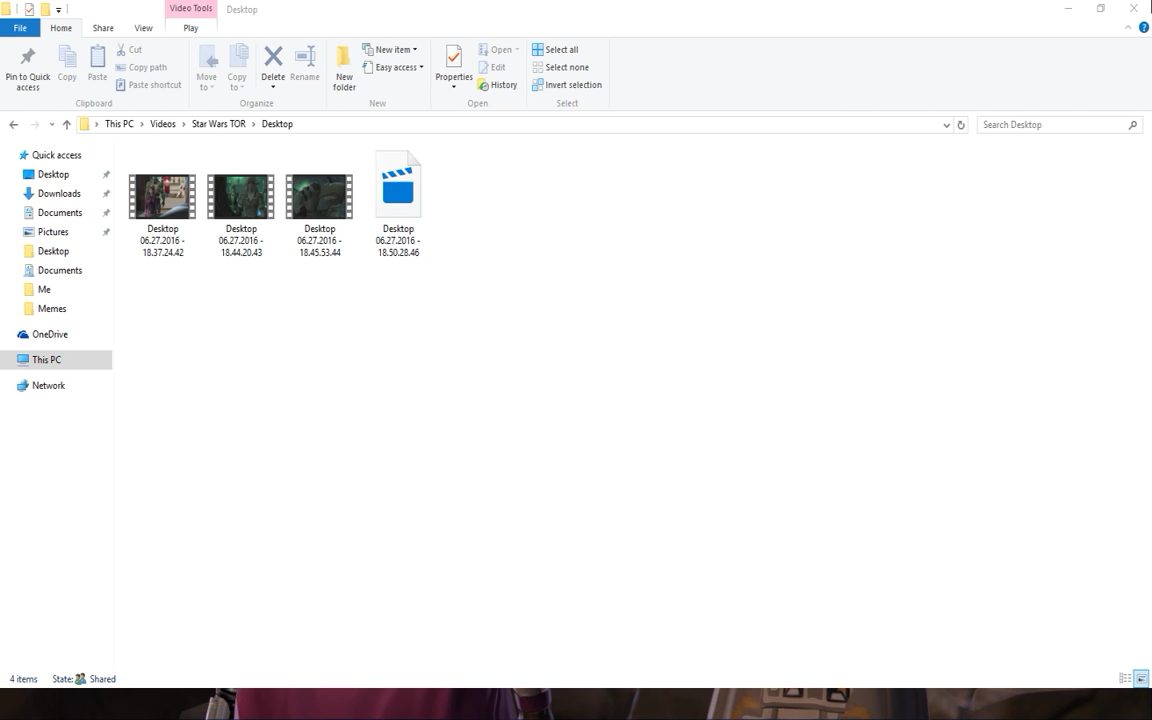 Video Tools
Desktop
File
Home
Share
View
Play
Pin to Quick
access
Copy
Paste
Cut
Copy path
Paste shortcut
Clipboard
Move
to
Copy
to
Delete
Rename
Organize
New
folder
New item
Easy access
New
Properties
Open
Edit
History
Open
Select all
Select none
Invert selection
Select
This PC > Videos > Star Wars TOR > Desktop
Search Desktop
Quick access
Desktop
Downloads
Documents
Pictures
Desktop
Documents
Me
Memes
OneDrive
This PC
Network
Desktop
06.27.2016 -
18.37.24.42
Desktop
06.27.2016 -
18.44.20.43
Desktop
06.27.2016 -
18.45.53.44
Desktop
06.27.2016 -
18.50.28.46
4 items
State: Shared